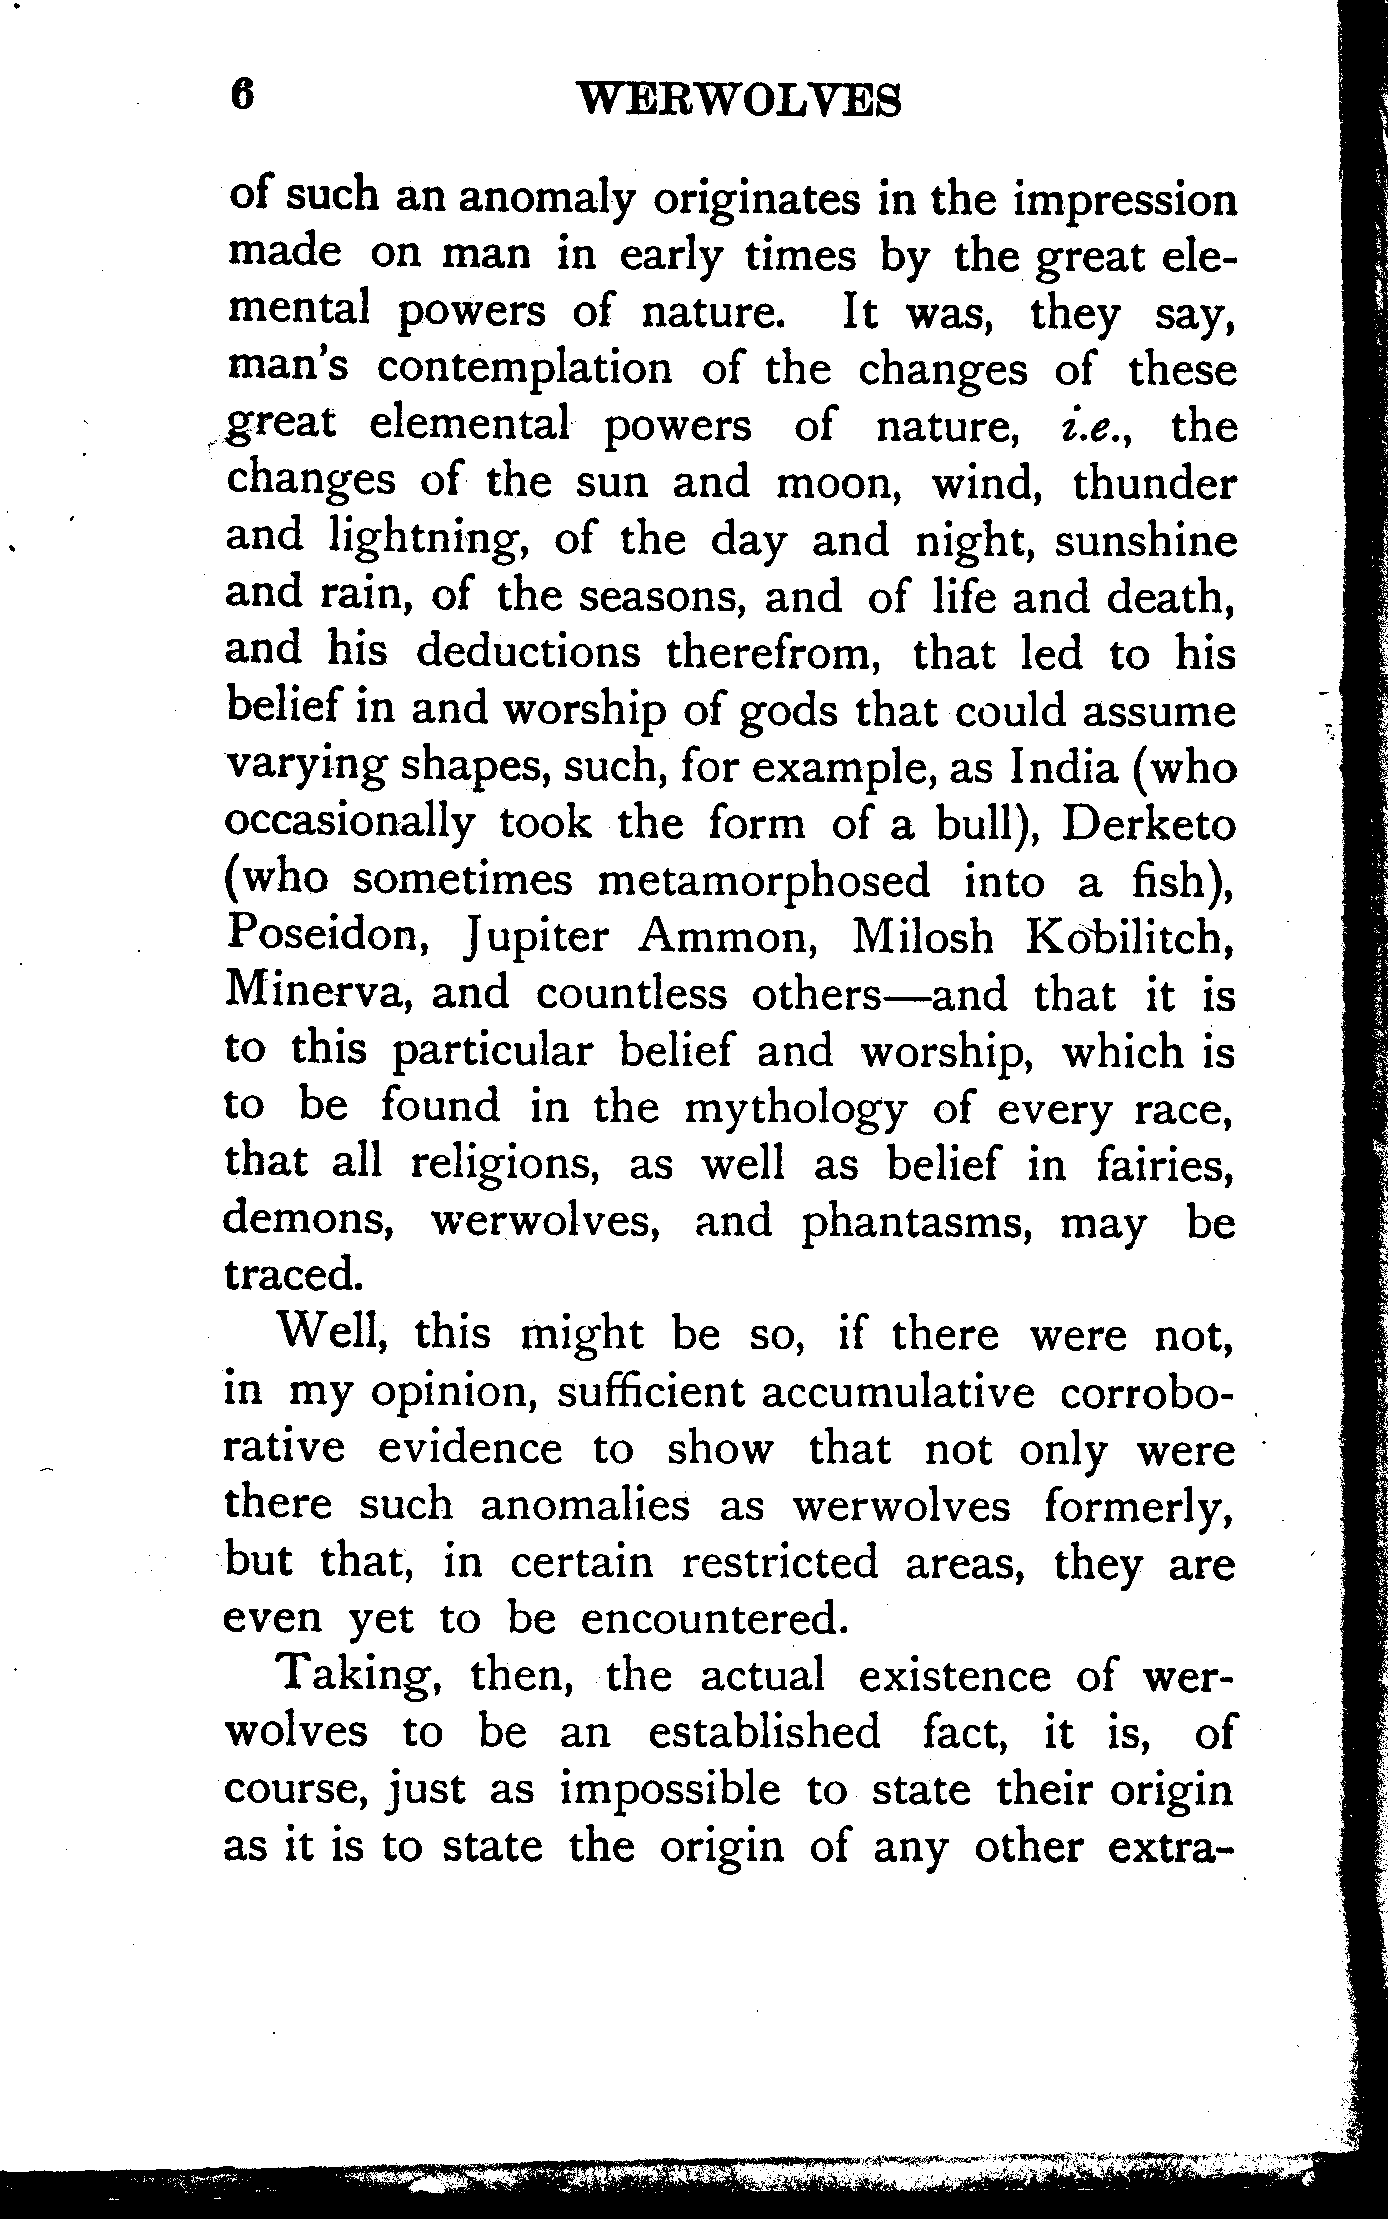 6 WERWOLVES
of such an anomaly originates in the impression
made on man in early times by the great ele-
mental powers of nature. It was, they say,
man's contemplation of the changes of these
great elemental powers of nature, i.e., the
changes of the sun and moon, wind, thunder
and lightning, of the day and night, sunshine
and rain, of the seasons, and of life and death,
and his deductions therefrom, that led to his
belief in and worship of gods that could assume
varying shapes, such, for example, as India (who
occasionally took the form of a bull), Derketo
(who sometimes metamorphosed into a fish),
Poseidon, Jupiter Ammon, Milosh Kobilitch,
Minerva, and countless others—and that it is
to this particular belief and worship, which is
to be found in the mythology of every race,
that all religions, as well as belief in fairies,
demons, werwolves, and phantasms, may be
traced.
Well, this might be so, if there were not,
in my opinion, sufficient accumulative corrobo-
rative evidence to show that not only were
there such anomalies as werwolves formerly,
but that, in certain restricted areas, they are
even yet to be encountered.
Taking, then, the actual existence of wer-
wolves to be an established fact, it is, of
course, just as impossible to state their origin
as it is to state the origin of any other extra-